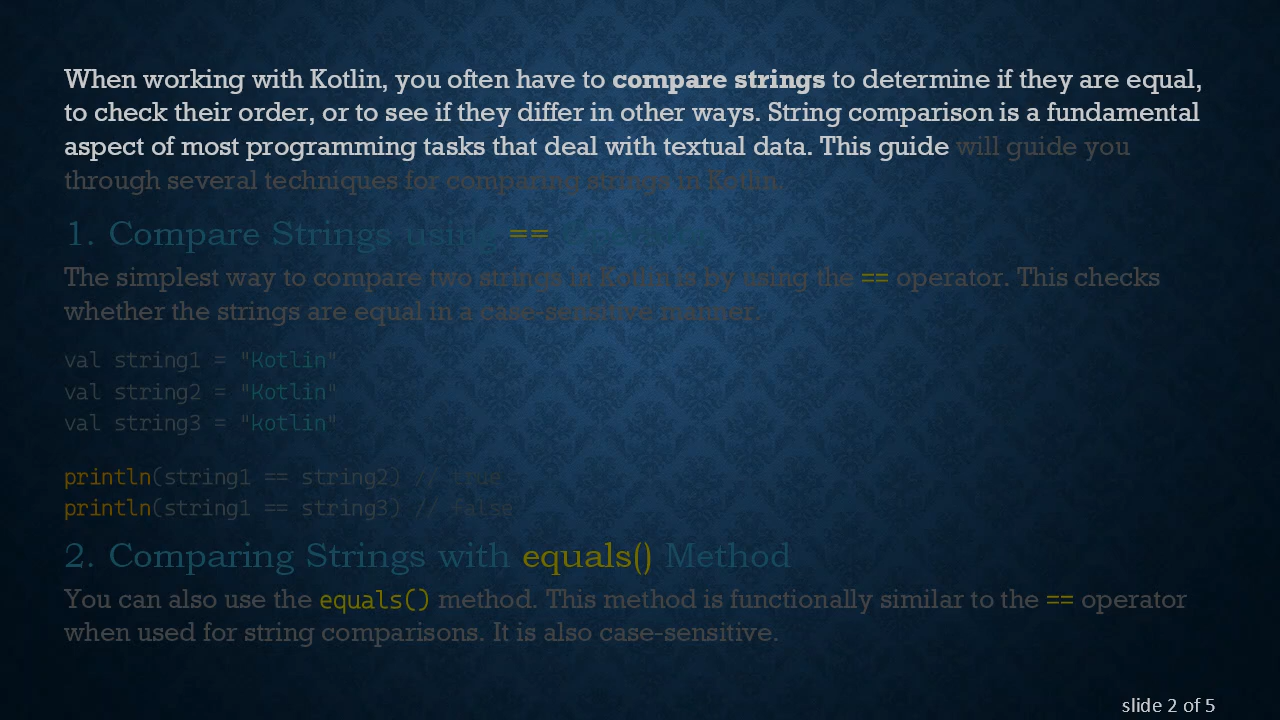 When working with Kotlin, you often have to compare strings to determine if they are equal,
to check their order, or to see if they differ in other ways. String comparison is a fundamental
aspect of most programming tasks that deal with textual data. This guide will guide you
through several techniques for comparing strings in Kotlin.
1. Compare Strings using == Operator
The simplest way to compare two strings in Kotlin is by using the == operator. This checks
whether the strings are equal in a case-sensitive manner.
val string1 = "Kotlin"
val string2 = "Kotlin"
val string3 = "kotlin"
println(string1 == string2) // true
println(string1 == string3) // false
2. Comparing Strings with equals() Method
You can also use the equals() method. This method is functionally similar to the == operator
when used for string comparisons. It is also case-sensitive.
slide 2 of 5